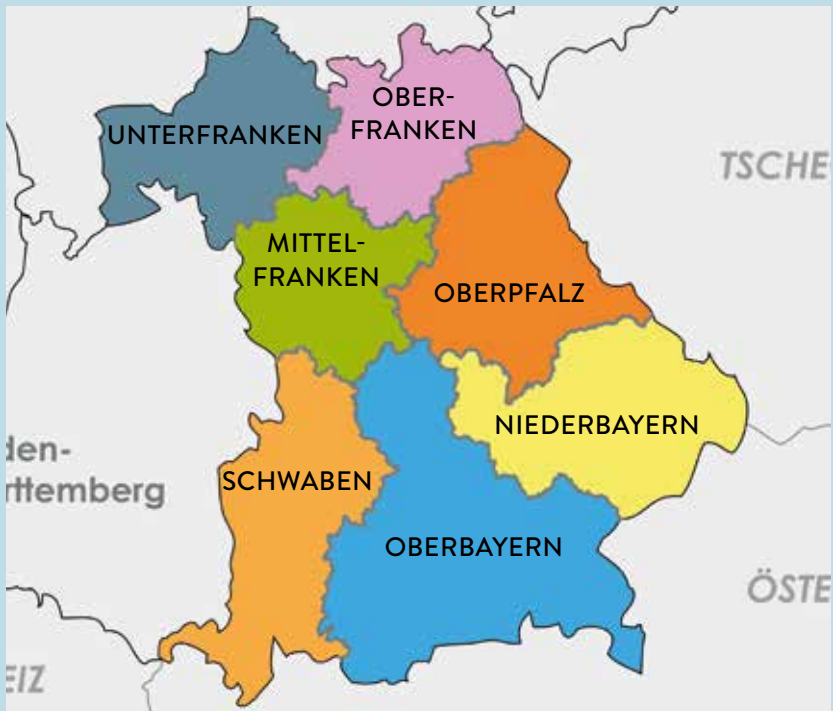 OBER-
FRANKEN
UNTERFRANKEN
TSCHE
MITTEL-
FRANKEN
OBERPFALZ
NIEDERBAYERN
den-
rttemberg
SCHWABEN
OBERBAYERN
ÖSTE
EIZ